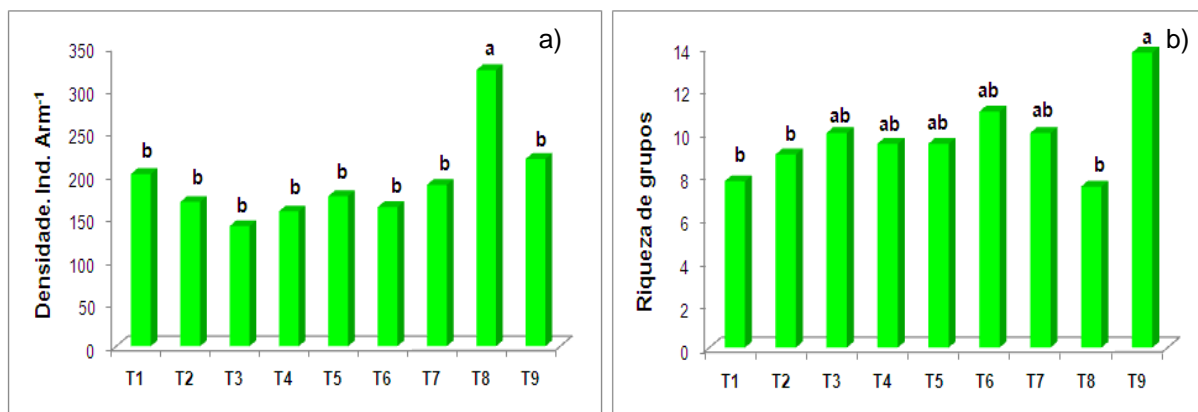 a)
Densidade. Ind. Arm⁻¹
350
300
250
200
150
100
50
0
b
b
b
b
b
b
b
a
b
T1 T2 T3 T4 T5 T6 T7 T8 T9
b)
Riqueza de grupos
14
12
10
8
6
4
2
0
b
b
ab
ab
ab
ab
ab
b
a
T1 T2 T3 T4 T5 T6 T7 T8 T9